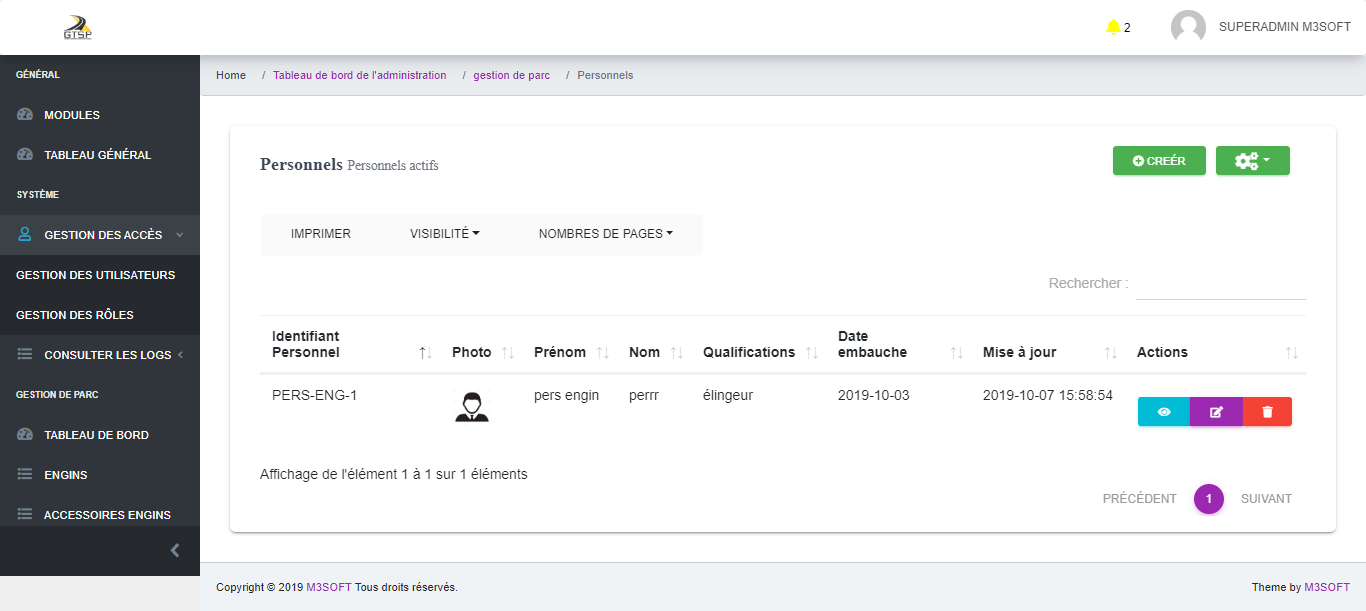 GTSP
2
SUPERADMIN M3SOFT
GÉNÉRAL
MODULES
TABLEAU GÉNÉRAL
SYSTÈME
GESTION DES ACCÈS
GESTION DES UTILISATEURS
GESTION DES RÔLES
CONSULTER LES LOGS
GESTION DE PARC
TABLEAU DE BORD
ENGINS
ACCESSOIRES ENGINS
Home / Tableau de bord de l'administration / gestion de parc / Personnels
Personnels Personnels actifs
CREÉR
IMPRIMER VISIBILITÉ NOMBRES DE PAGES
Rechercher :
Identifiant Personnel Photo Prénom Nom Qualifications Date embauche Mise à jour Actions
PERS-ENG-1 pers engin perrr élingeur 2019-10-03 2019-10-07 15:58:54
Affichage de l'élément 1 à 1 sur 1 éléments
PRÉCÉDENT 1 SUIVANT
Copyright © 2019 M3SOFT Tous droits réservés.
Theme by M3SOFT